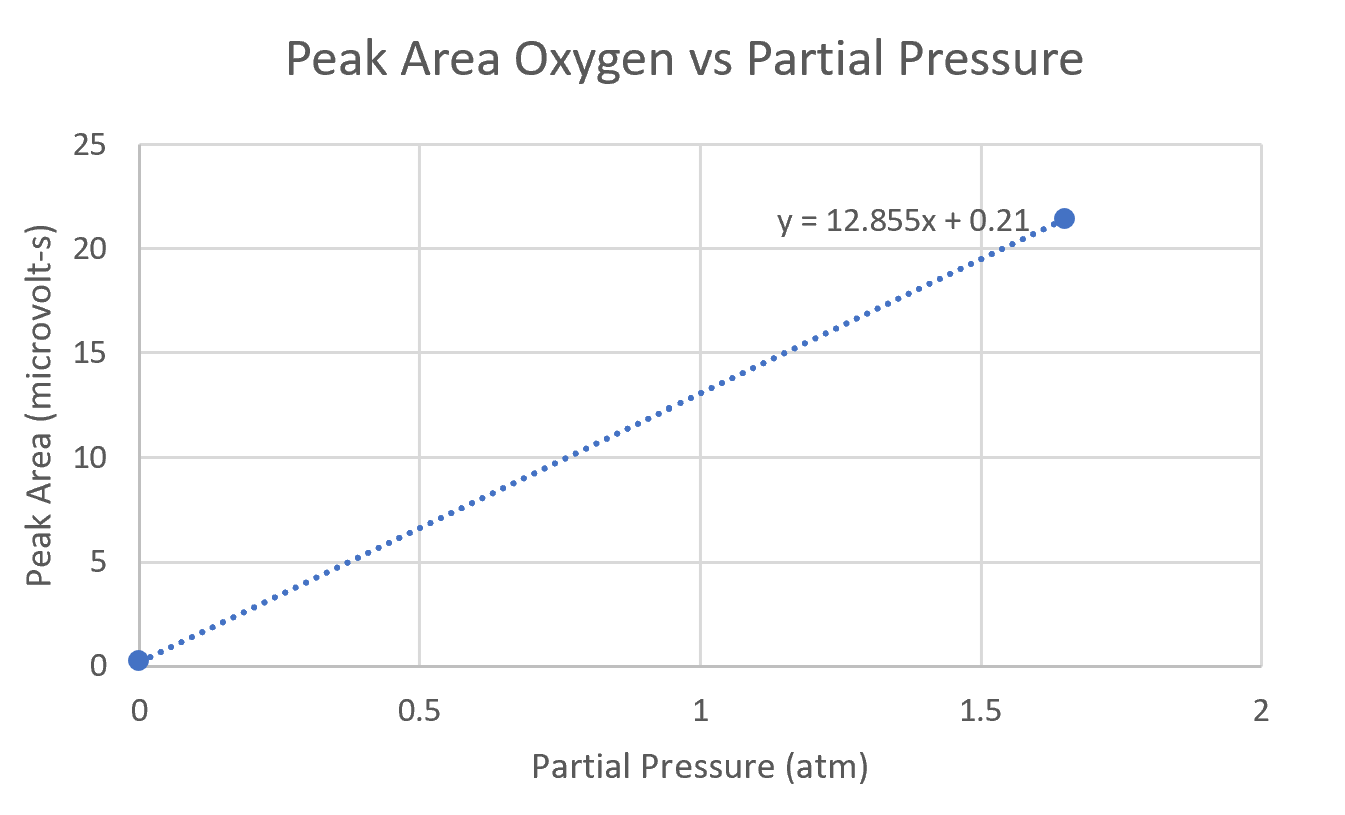 Peak Area Oxygen vs Partial Pressure
25
y = 12.855x + 0.21
20
15
10
5
0
Peak Area (microvolt-s)
0 0.5 1 1.5 2
Partial Pressure (atm)